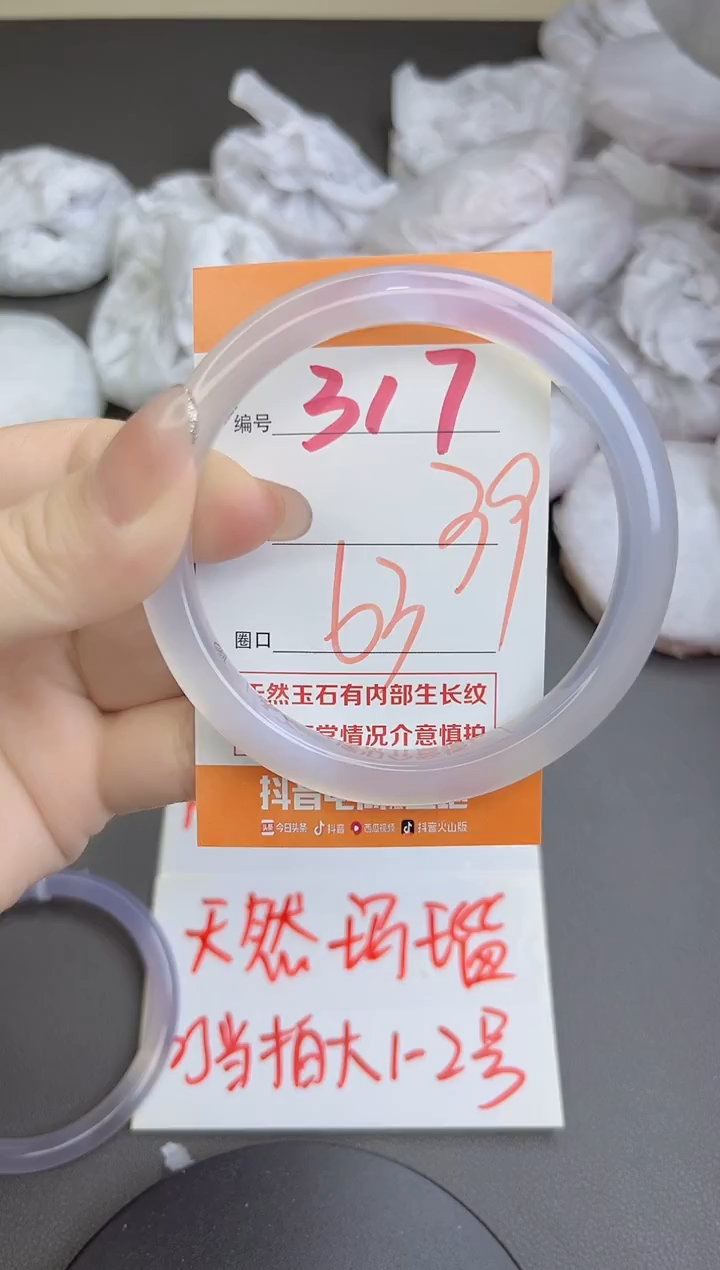 编号 317
39
圈口 63
天然玉石有内部生长纹
情况介意慎拍
抖音
今日头条 抖音 西瓜视频 抖音火山版
天然玛瑙
建拍大1-2号